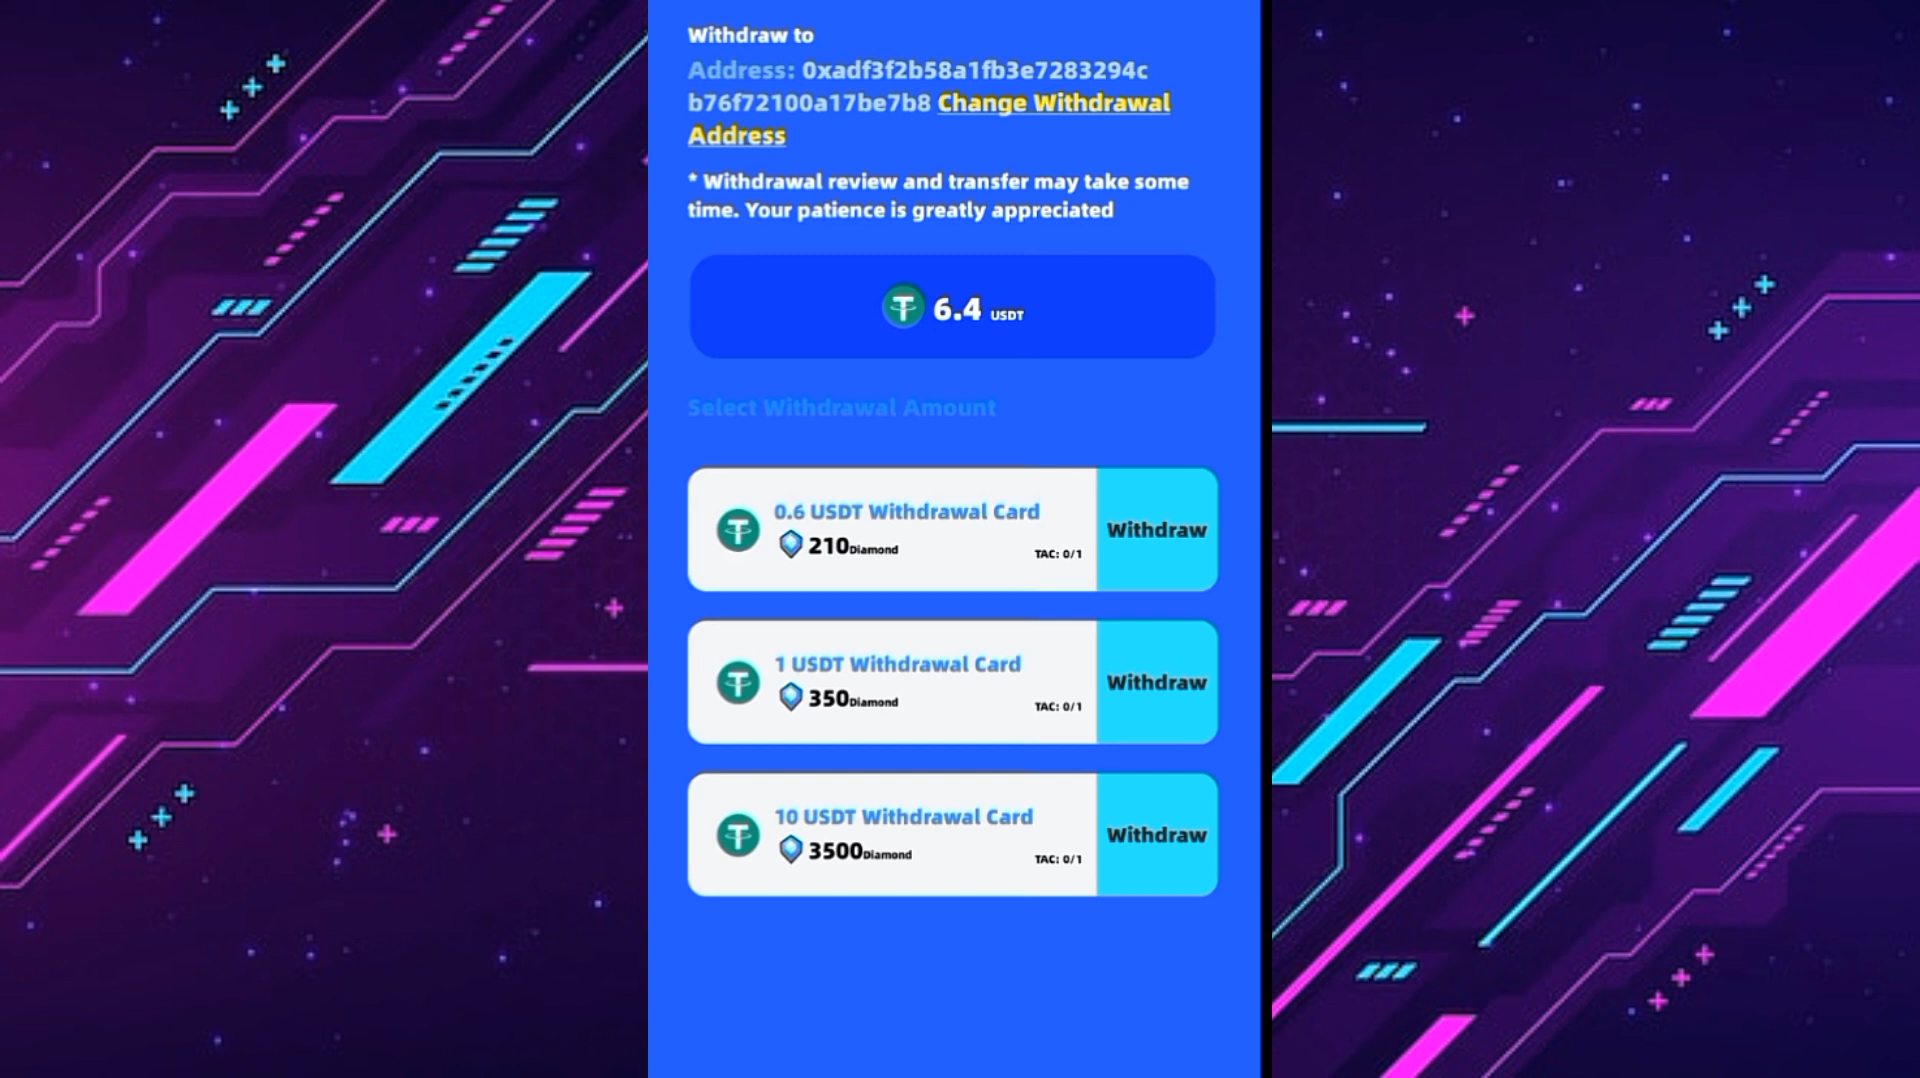 Withdraw to
Address: 0xadf3f2b58a1fb3e7283294c
b76f72100a17be7b8 Change Withdrawal
Address
* Withdrawal review and transfer may take some
time. Your patience is greatly appreciated
6.4 USDT
Select Withdrawal Amount
0.6 USDT Withdrawal Card
210Diamond
TAC: 0/1
Withdraw
1 USDT Withdrawal Card
350Diamond
TAC: 0/1
Withdraw
10 USDT Withdrawal Card
3500Diamond
TAC: 0/1
Withdraw